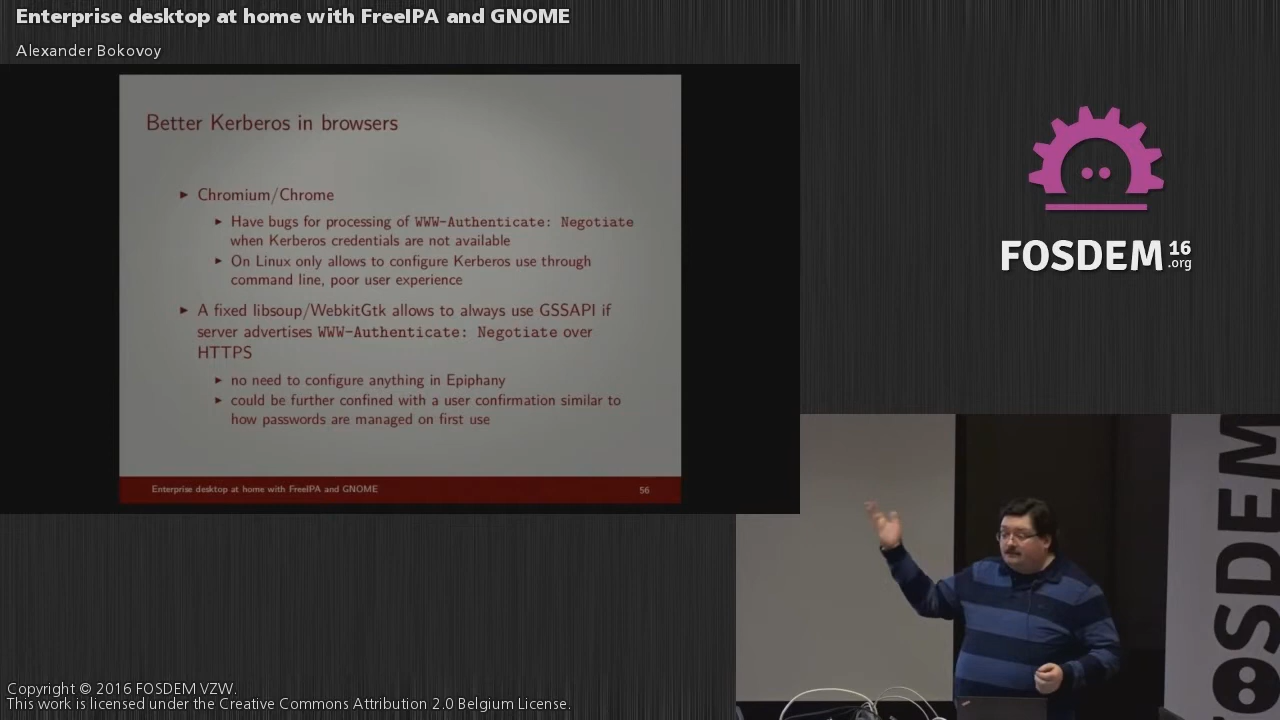 Enterprise desktop at home with FreeIPA and GNOME
Alexander Bokovoy
Better Kerberos in browsers
▶ Chromium/Chrome
▶ Have bugs for processing of WWW-Authenticate: Negotiate
when Kerberos credentials are not available
▶ On Linux only allows to configure Kerberos use through
command line, poor user experience
▶ A fixed libsoup/WebkitGtk allows to always use GSSAPI if
server advertises WWW-Authenticate: Negotiate over
HTTPS
▶ no need to configure anything in Epiphany
▶ could be further confined with a user confirmation similar to
how passwords are managed on first use
Enterprise desktop at home with FreeIPA and GNOME 56
FOSDEM 16
.org
FOSDEM
Copyright © 2016 FOSDEM VZW.
This work is licensed under the Creative Commons Attribution 2.0 Belgium License.